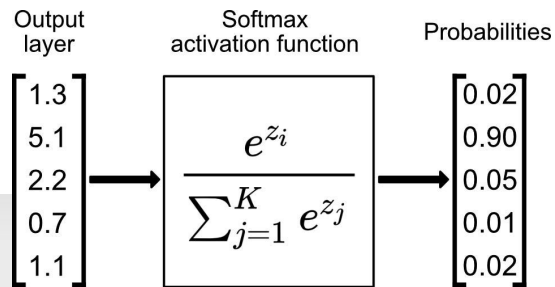 Output
layer
Softmax
activation function
Probabilities
1.3
5.1
2.2
0.7
1.1
e^{z_i}
∑_{j=1}^{K} e^{z_j}
0.02
0.90
0.05
0.01
0.02